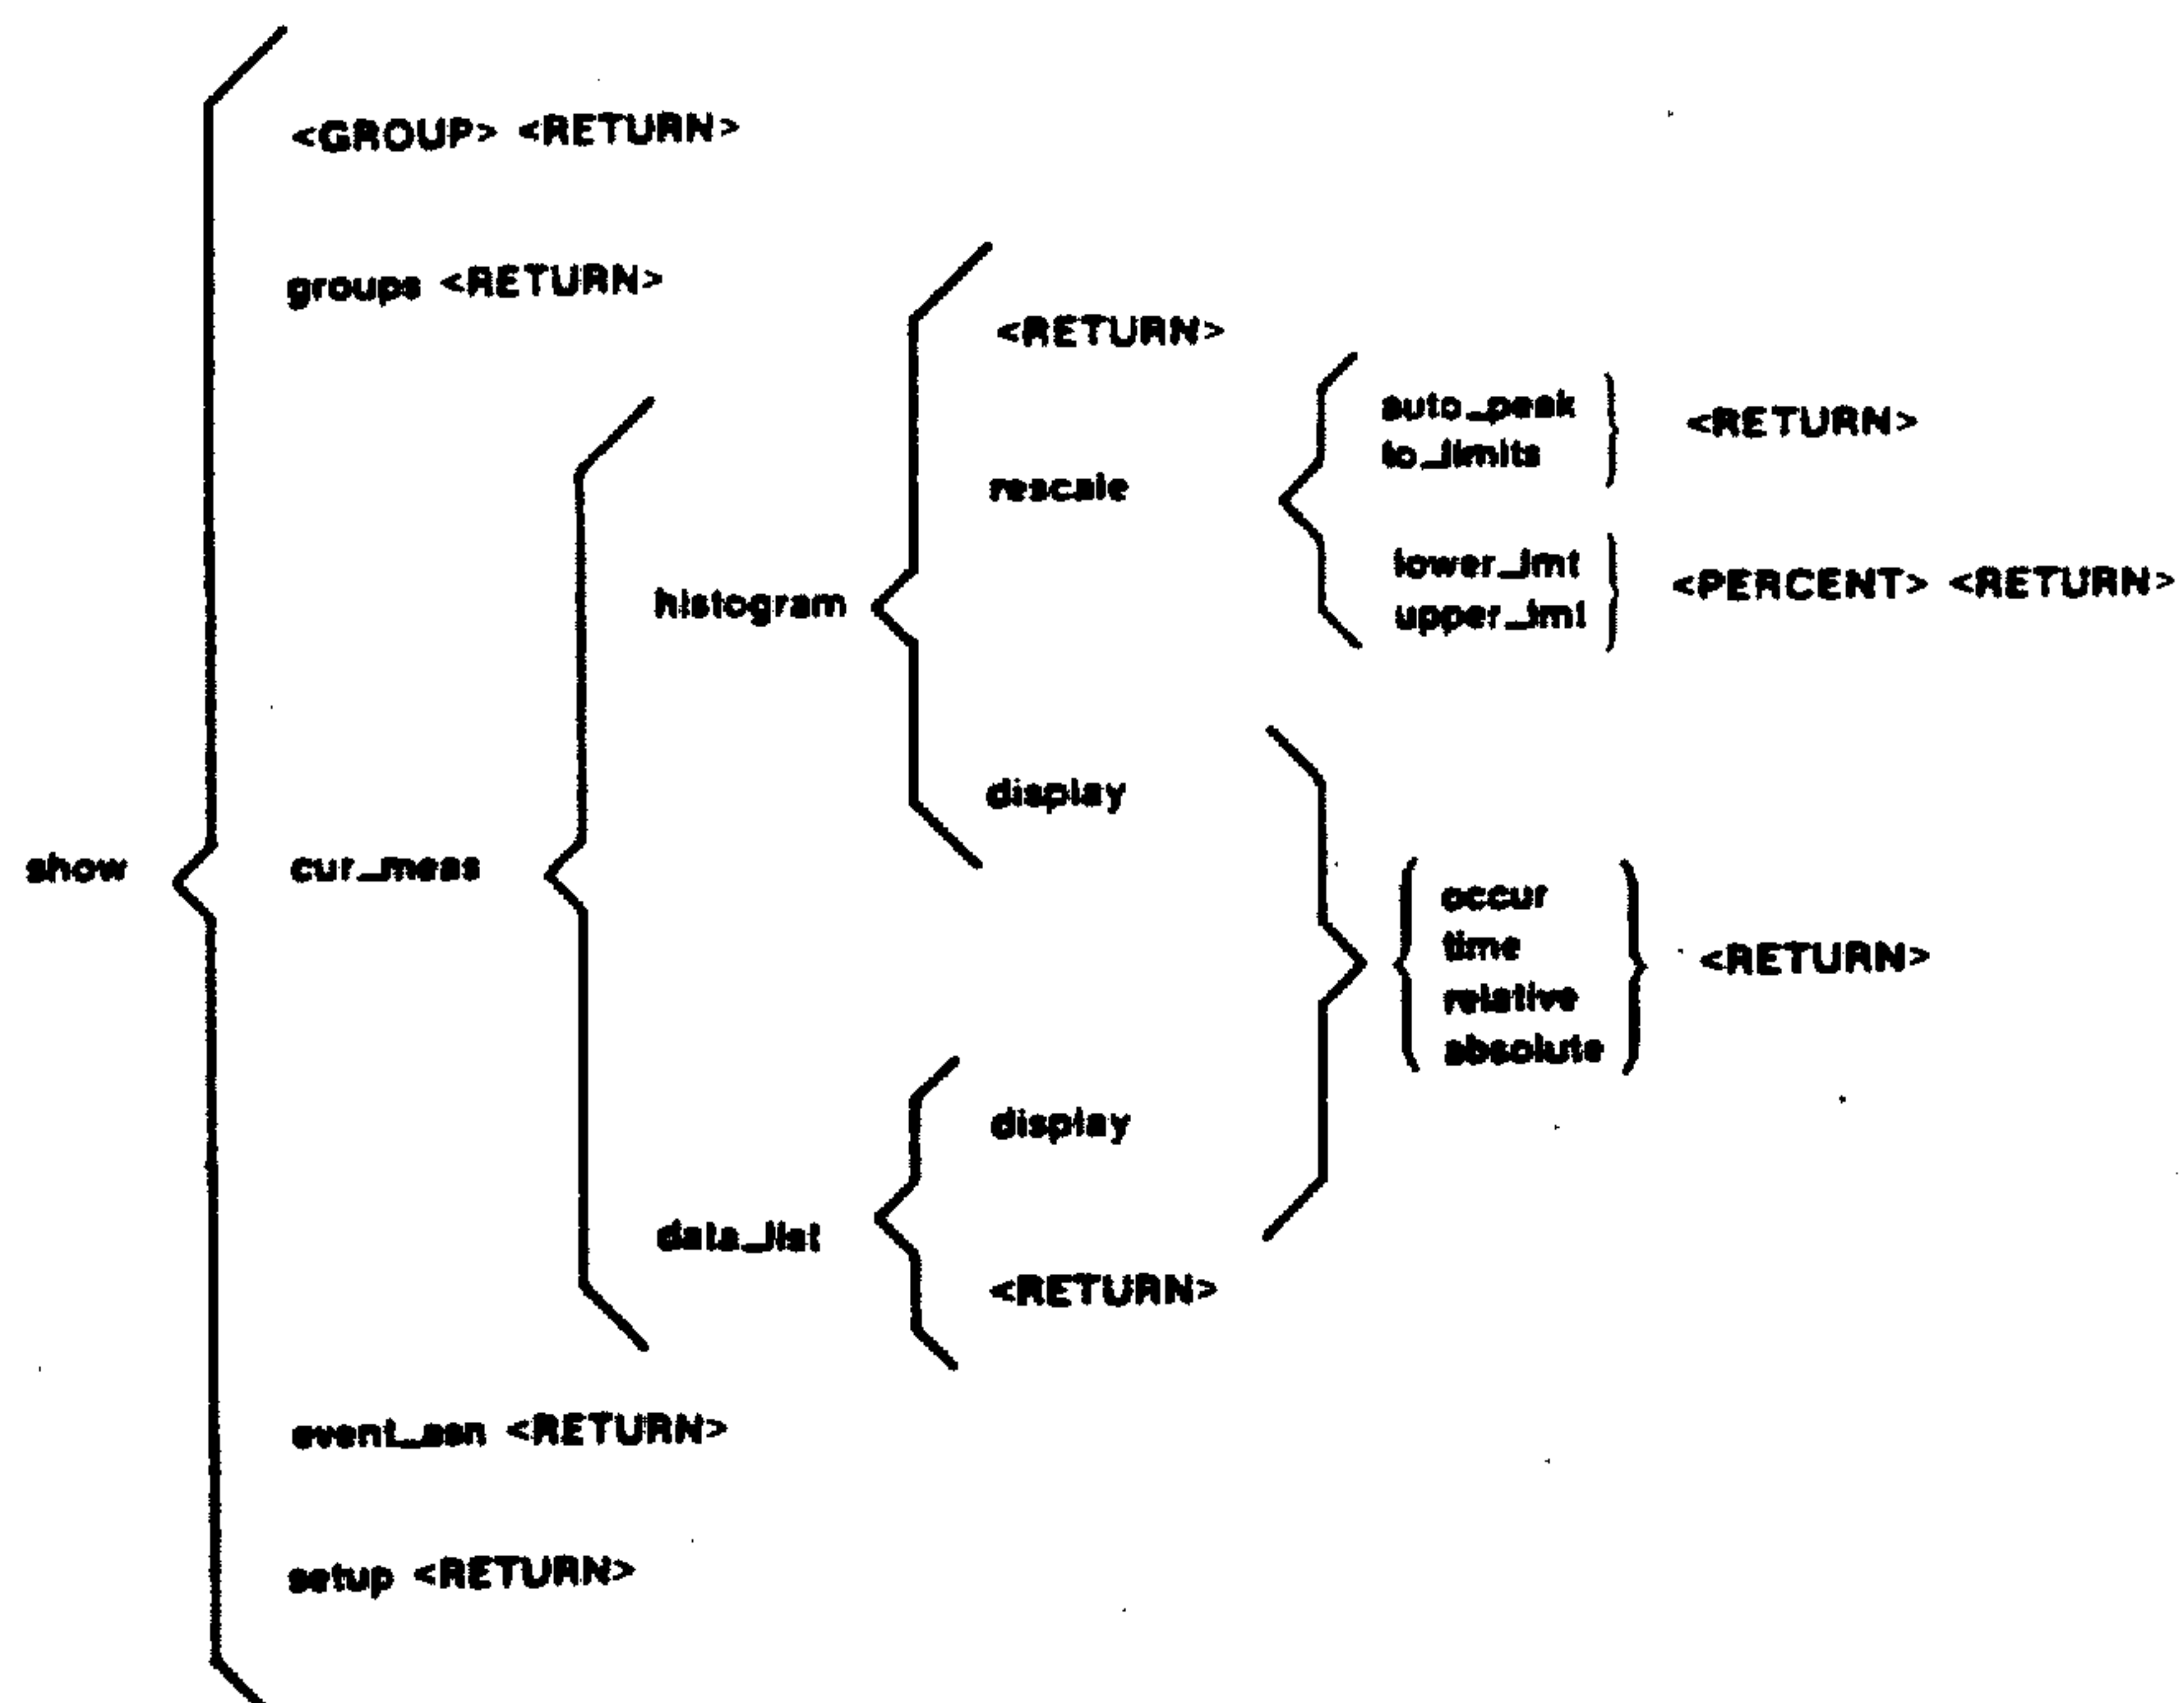 <GROUP> <RETURN>
groups <RETURN>
<RETURN>
auto_peak
to_limits
<RETURN>
rescale
lower_lmt
upper_lmt
<PERCENT> <RETURN>
histogram
display
show
cur_meas
occur
time
relative
absolute
<RETURN>
display
data_list
<RETURN>
<RETURN>
setup <RETURN>